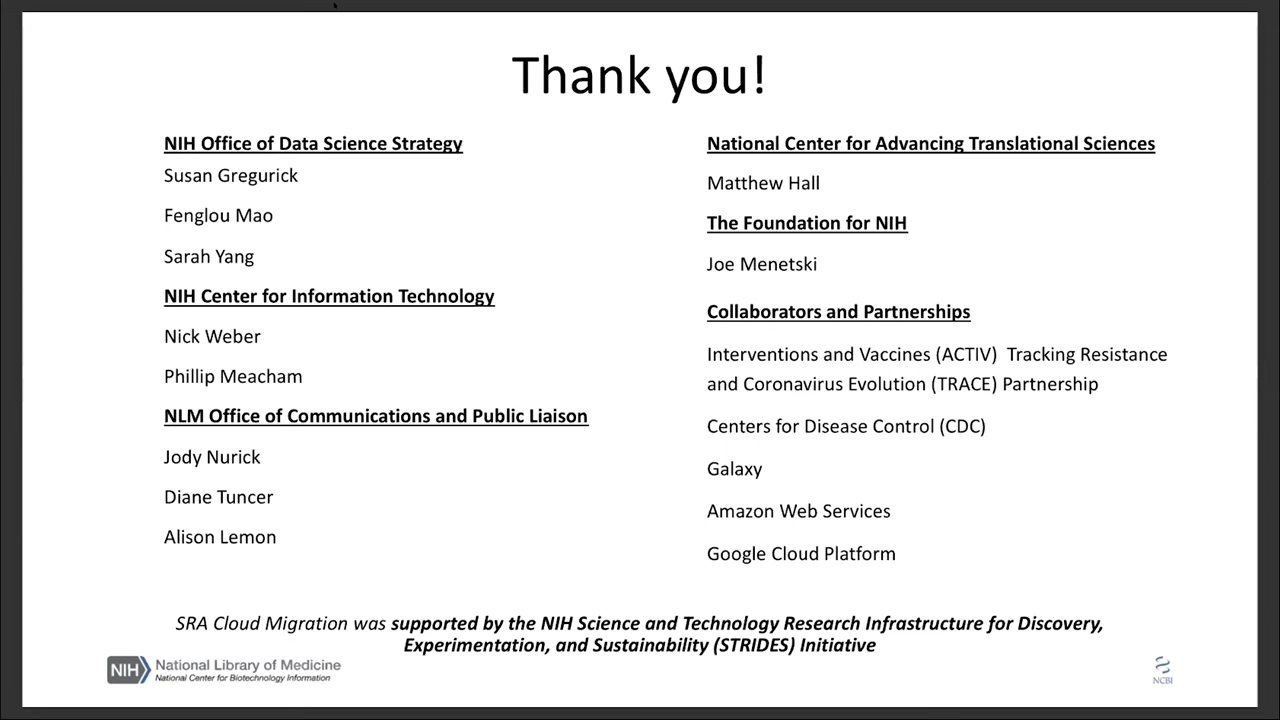 Thank you!
NIH Office of Data Science Strategy
Susan Gregurick
Fenglou Mao
Sarah Yang
NIH Center for Information Technology
Nick Weber
Phillip Meacham
NLM Office of Communications and Public Liaison
Jody Nurick
Diane Tuncer
Alison Lemon
National Center for Advancing Translational Sciences
Matthew Hall
The Foundation for NIH
Joe Menetski
Collaborators and Partnerships
Interventions and Vaccines (ACTIV)  Tracking Resistance
and Coronavirus Evolution (TRACE) Partnership
Centers for Disease Control (CDC)
Galaxy
Amazon Web Services
Google Cloud Platform
SRA Cloud Migration was supported by the NIH Science and Technology Research Infrastructure for Discovery,
Experimentation, and Sustainability (STRIDES) Initiative
NIH National Library of Medicine
National Center for Biotechnology Information
NCBI